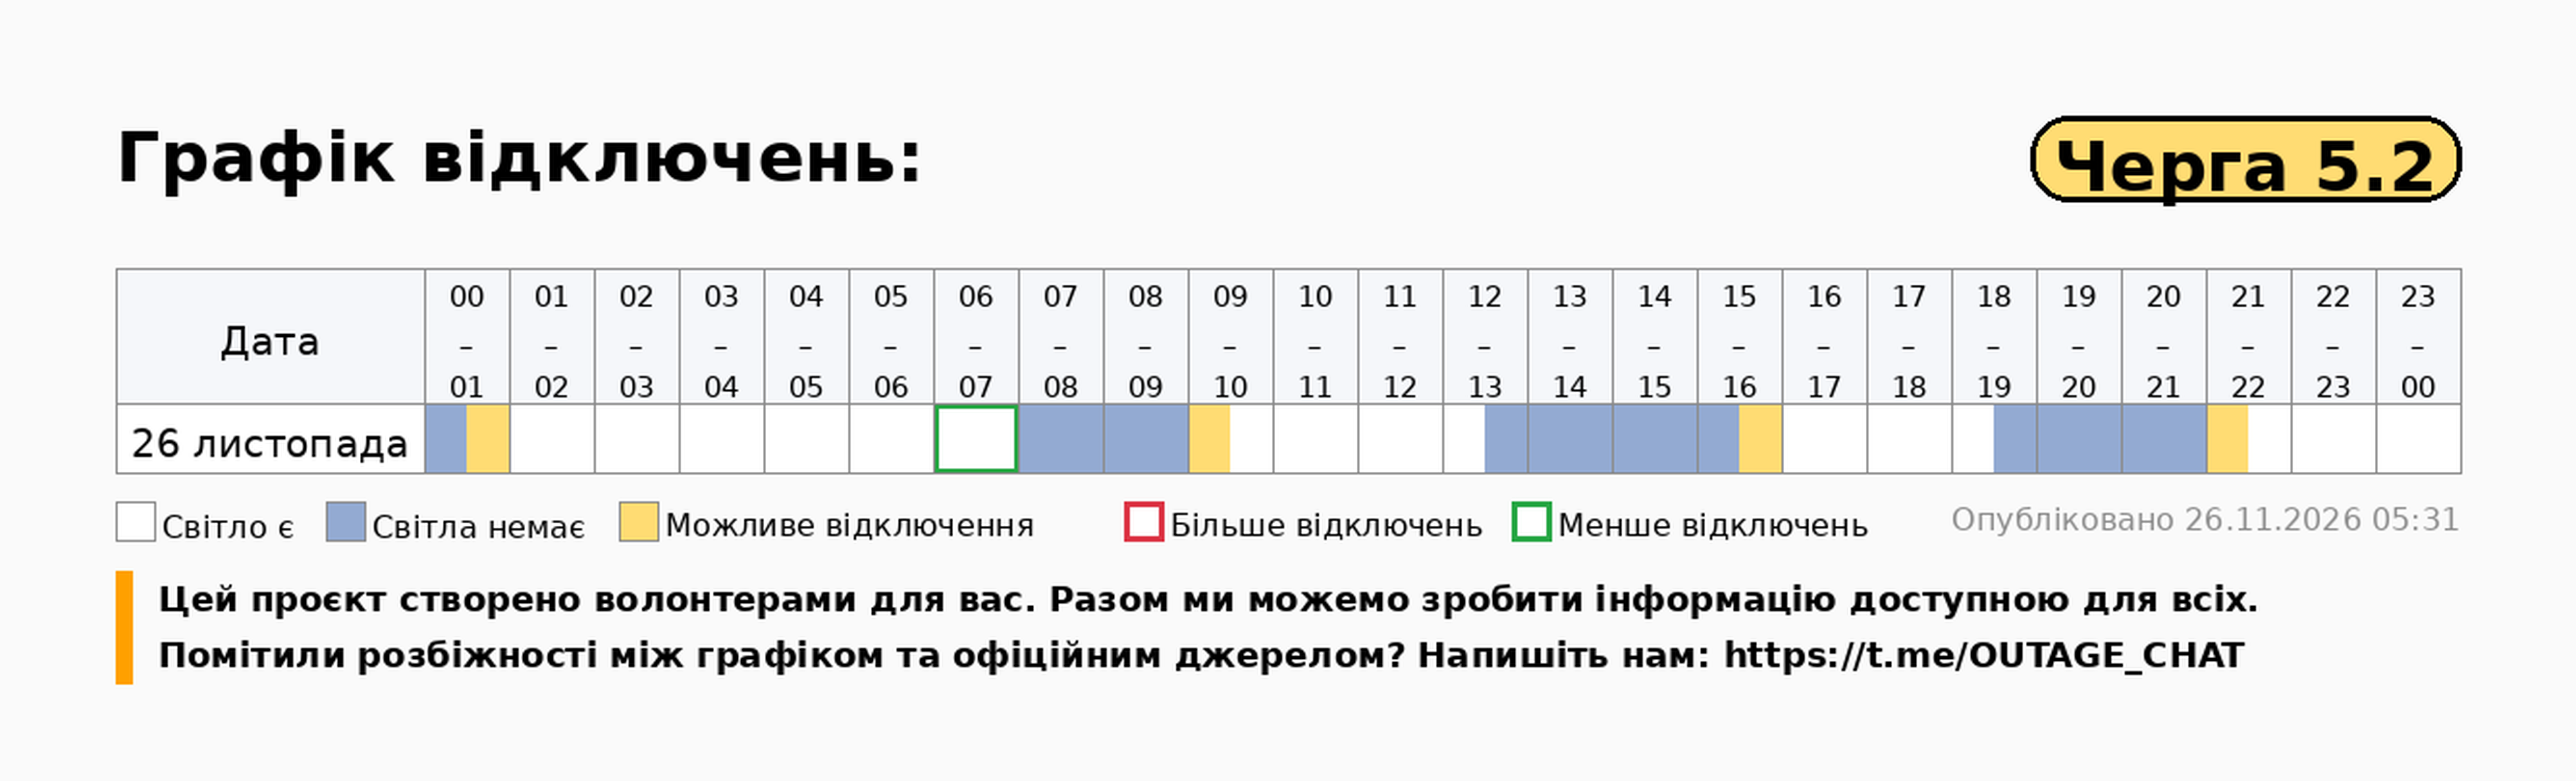 Графік відключень:
Черга 5.2
Дата
00 – 01
01 – 02
02 – 03
03 – 04
04 – 05
05 – 06
06 – 07
07 – 08
08 – 09
09 – 10
10 – 11
11 – 12
12 – 13
13 – 14
14 – 15
15 – 16
16 – 17
17 – 18
18 – 19
19 – 20
20 – 21
21 – 22
22 – 23
23 – 00
26 листопада
Світло є
Світла немає
Можливе відключення
Більше відключень
Менше відключень
Опубліковано 26.11.2026 05:31
Цей проєкт створено волонтерами для вас. Разом ми можемо зробити інформацію доступною для всіх.
Помітили розбіжності між графіком та офіційним джерелом? Напишіть нам: https://t.me/OUTAGE_CHAT